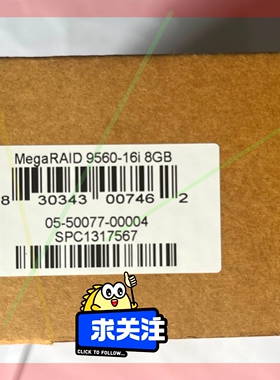 MegaRAID 9560-16i 8GB
8 30343 00746 2
05-50077-00004
SPC1317567
求关注
CLICK TO FOLLOW